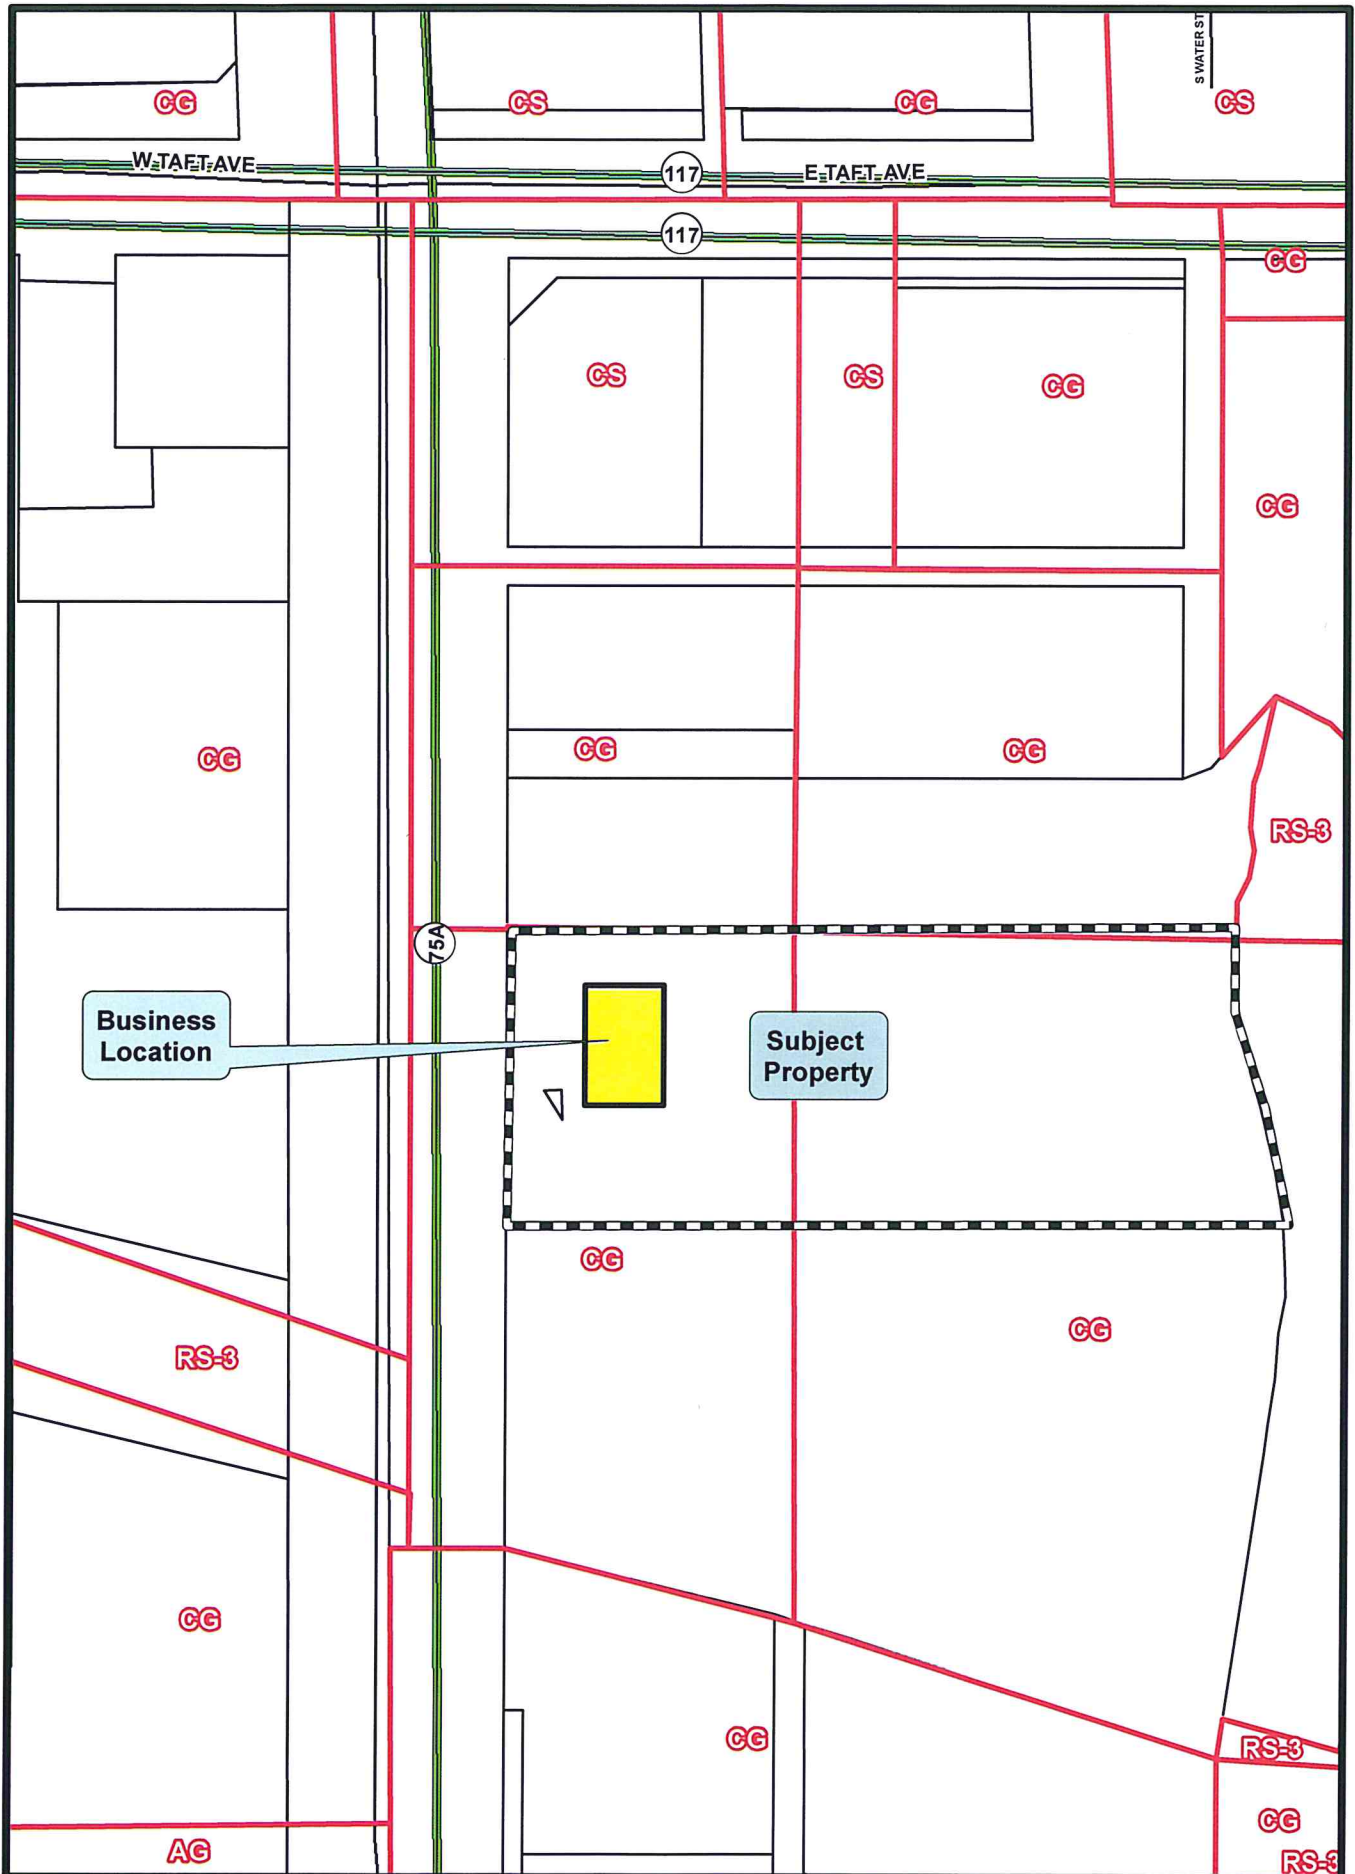 S WATER ST
CG
CS
CG
CS
W TAFT AVE
117
E TAFT AVE
117
CG
CS
CS
CG
CG
CG
CG
CG
RS-3
75A
Business
Location
Subject
Property
CG
CG
RS-3
CG
CG
RS-3
CG
AG
RS-3